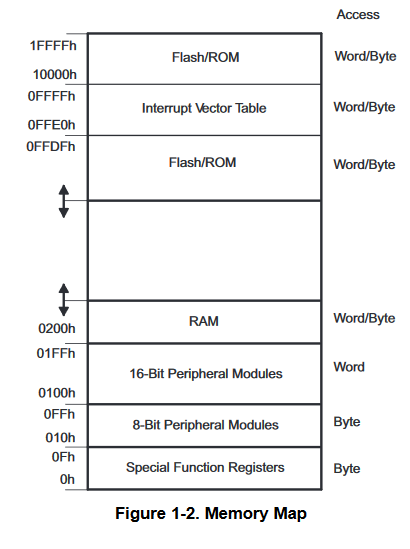 Access
1FFFFh
Flash/ROM Word/Byte
10000h
0FFFFh
Interrupt Vector Table Word/Byte
0FFE0h
0FFDFh
Flash/ROM Word/Byte
RAM Word/Byte
0200h
01FFh
16-Bit Peripheral Modules Word
0100h
0FFh
8-Bit Peripheral Modules Byte
010h
0Fh
Special Function Registers Byte
0h
Figure 1-2. Memory Map